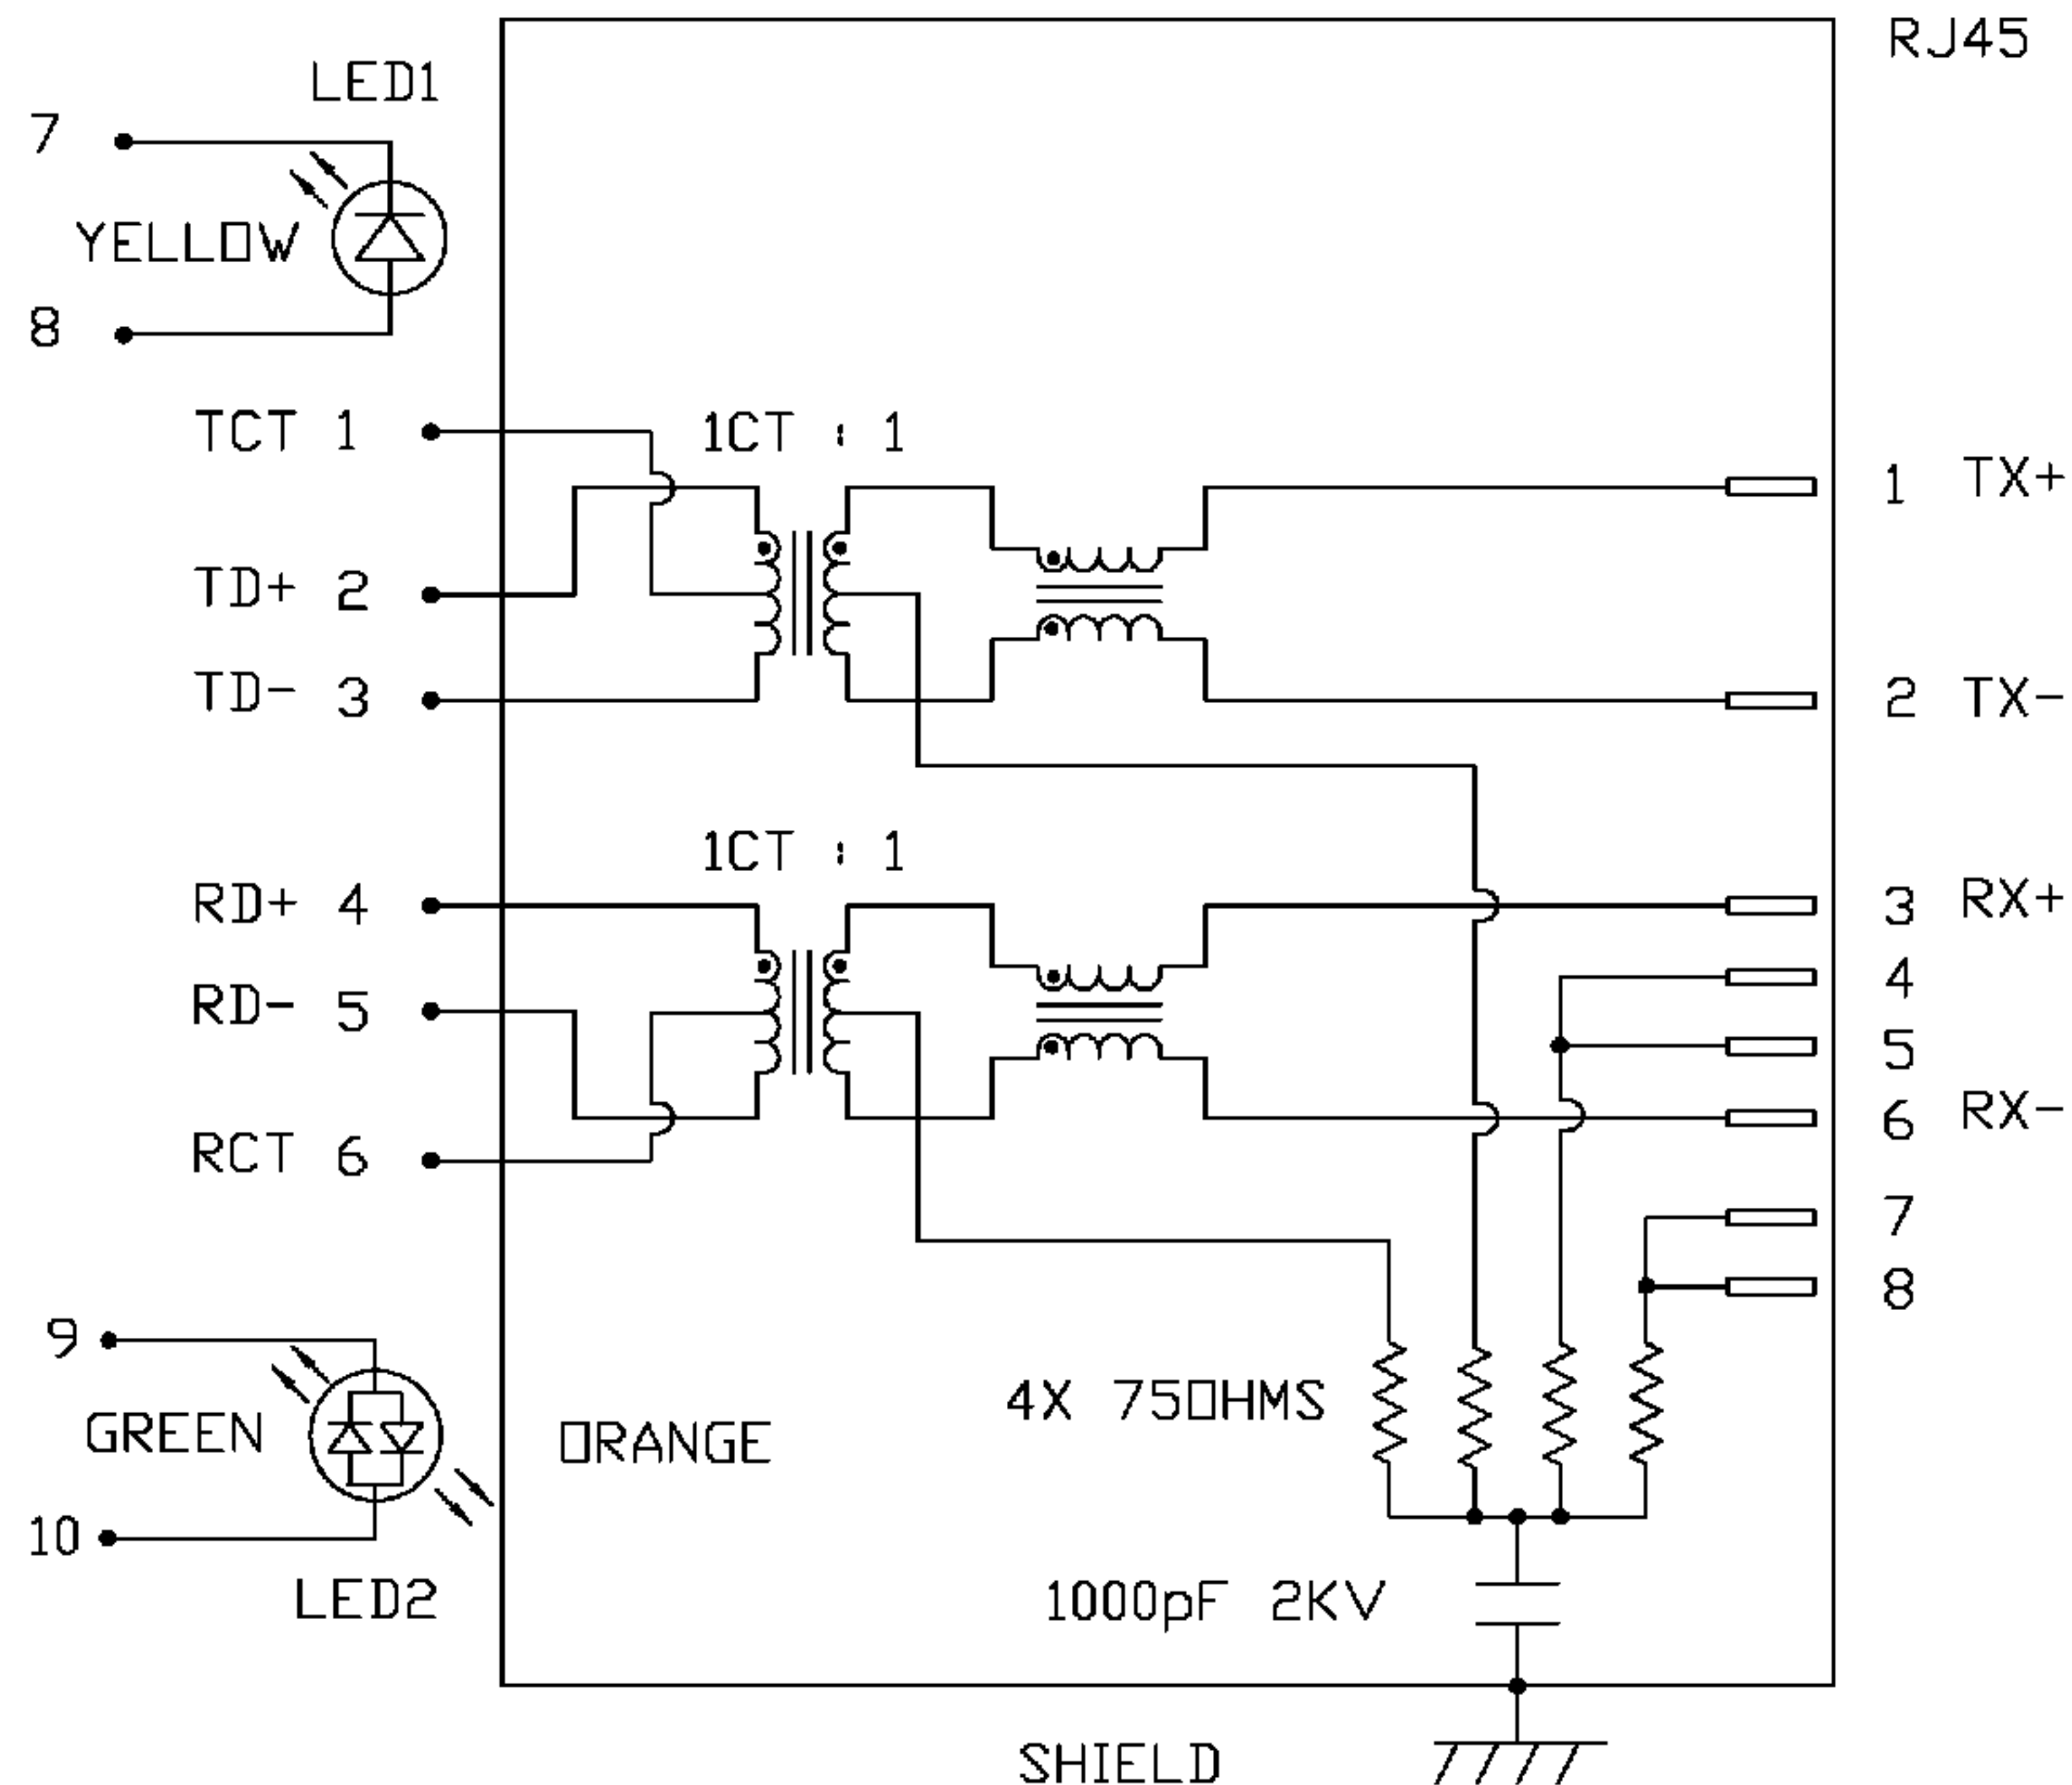 RJ45
LED1
7
YELLOW
8
TCT 1
1CT : 1
1 TX+
TD+ 2
TD- 3
2 TX-
1CT : 1
RD+ 4
3 RX+
4
RD- 5
5
6 RX-
RCT 6
7
8
9
GREEN
ORANGE
4X 75OHMS
10
LED2
1000pF 2KV
SHIELD